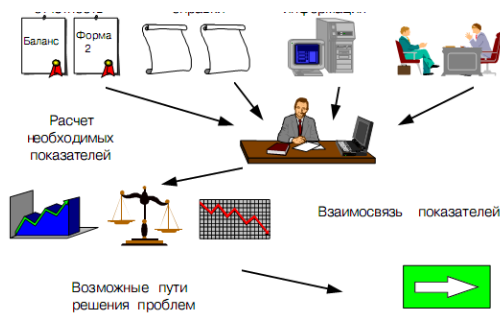 Баланс
Форма
2
Расчет
необходимых
показателей
Взаимосвязь показателей
Возможные пути
решения проблем